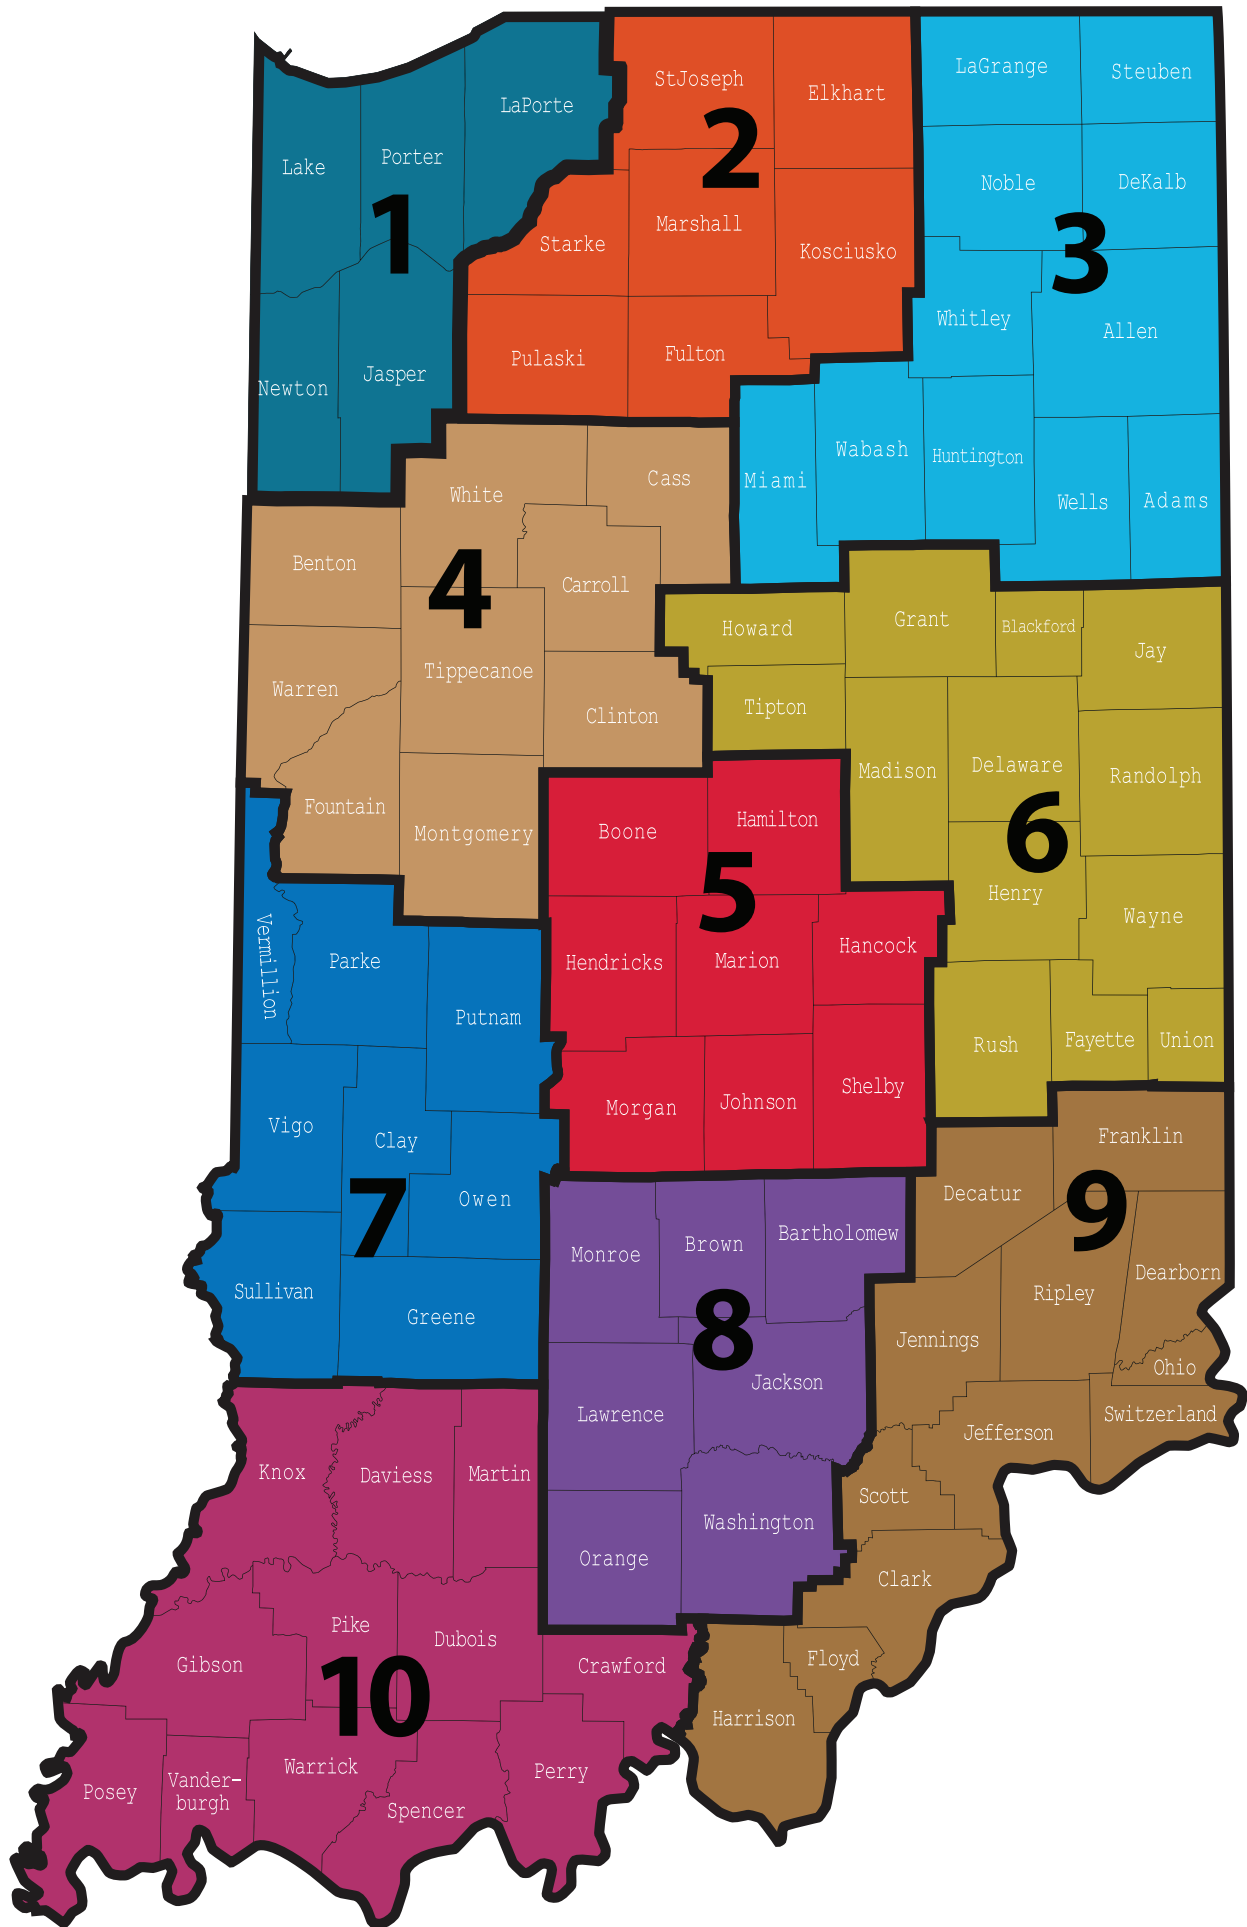 LaPorte
Lake
Porter
1
Newton
Jasper
StJoseph
Elkhart
2
Starke
Marshall
Kosciusko
Pulaski
Fulton
LaGrange
Steuben
Noble
DeKalb
3
Whitley
Allen
Miami
Wabash
Huntington
Wells
Adams
White
Cass
Benton
4
Carroll
Warren
Tippecanoe
Clinton
Fountain
Montgomery
Boone
Hamilton
5
Hendricks
Marion
Hancock
Morgan
Johnson
Shelby
Howard
Grant
Blackford
Jay
Tipton
Madison
Delaware
Randolph
6
Henry
Wayne
Rush
Fayette
Union
Vermillion
Parke
Putnam
Vigo
Clay
7
Owen
Sullivan
Greene
Monroe
Brown
Bartholomew
8
Lawrence
Jackson
Orange
Washington
Franklin
Decatur
9
Ripley
Dearborn
Jennings
Ohio
Jefferson
Switzerland
Scott
Clark
Floyd
Harrison
Knox
Daviess
Martin
Gibson
Pike
Dubois
10
Crawford
Posey
Vander-
burgh
Warrick
Spencer
Perry